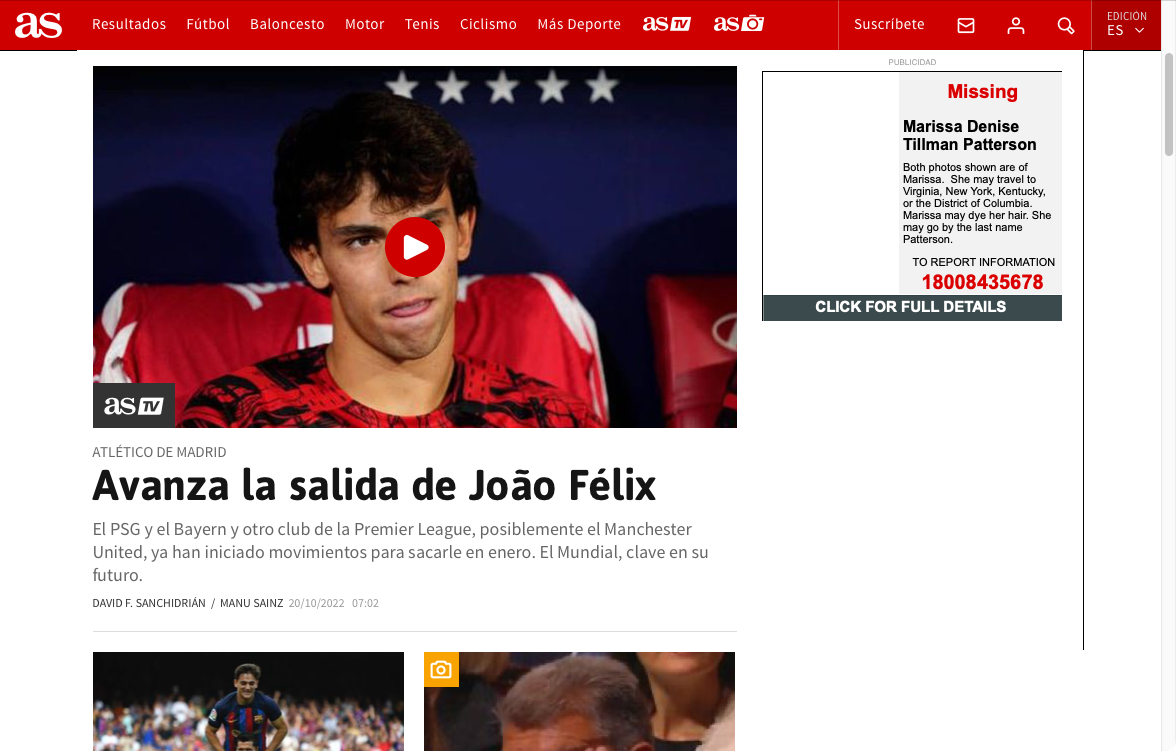 as
Resultados Fútbol Baloncesto Motor Tenis Ciclismo Más Deporte as TV as Suscríbete
EDICIÓN
ES
PUBLICIDAD
Missing
Marissa Denise
Tillman Patterson
Both photos shown are of
Marissa. She may travel to
Virginia, New York, Kentucky,
or the District of Columbia.
Marissa may dye her hair. She
may go by the last name
Patterson.
TO REPORT INFORMATION
18008435678
CLICK FOR FULL DETAILS
as TV
ATLÉTICO DE MADRID
Avanza la salida de João Félix
El PSG y el Bayern y otro club de la Premier League, posiblemente el Manchester
United, ya han iniciado movimientos para sacarle en enero. El Mundial, clave en su
futuro.
DAVID F. SANCHIDRIÁN / MANU SAINZ 20/10/2022 07:02